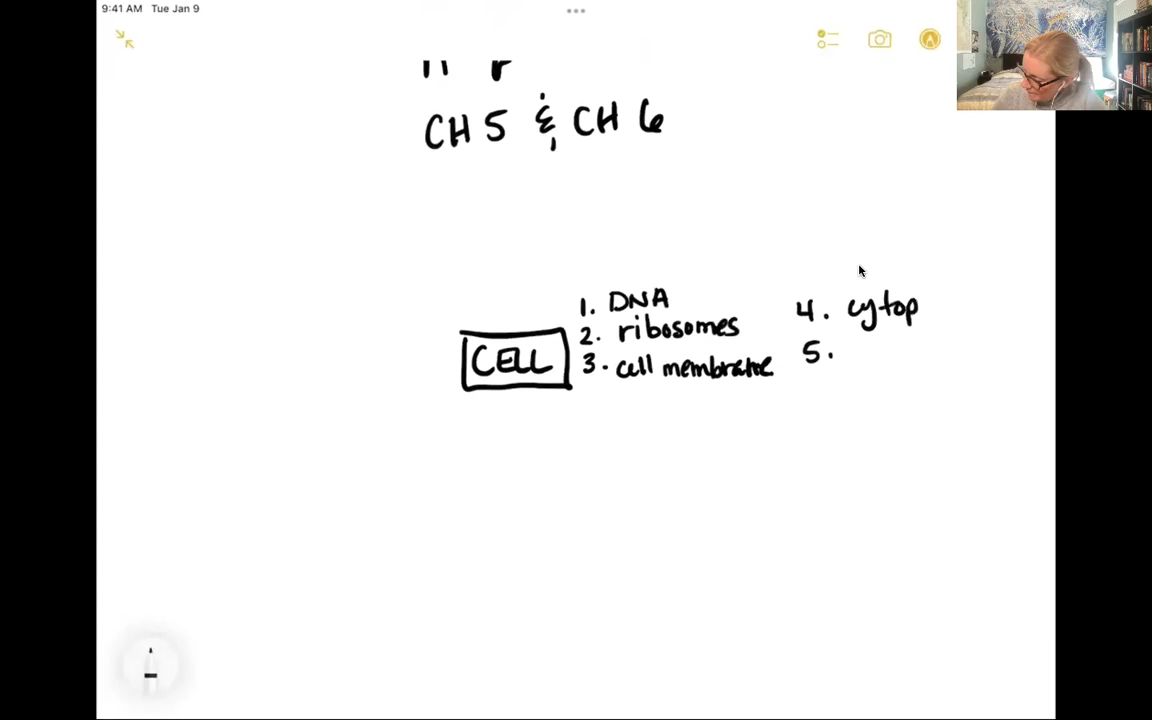 9:41 AM Tue Jan 9
CH 5 & CH 6
CELL
1. DNA
2. ribosomes
3. cell membrane
4. cytop
5.